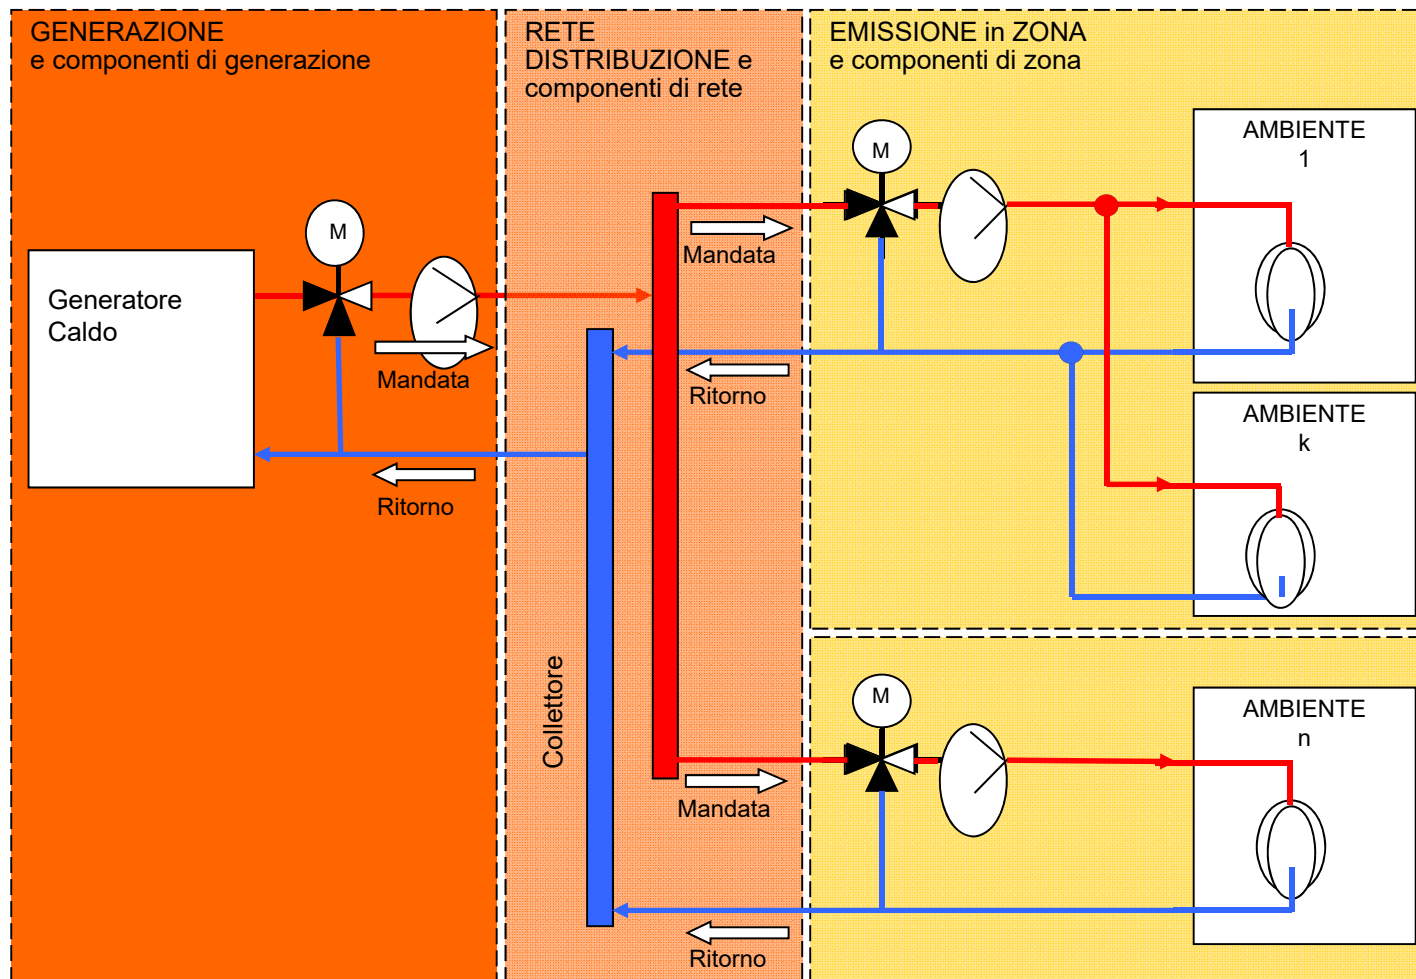 GENERAZIONE
e componenti di generazione
RETE
DISTRIBUZIONE e
componenti di rete
EMISSIONE in ZONA
e componenti di zona
M
Generatore
Caldo
Mandata
Ritorno
Collettore
Mandata
Ritorno
M
AMBIENTE
1
AMBIENTE
k
Mandata
Ritorno
M
AMBIENTE
n